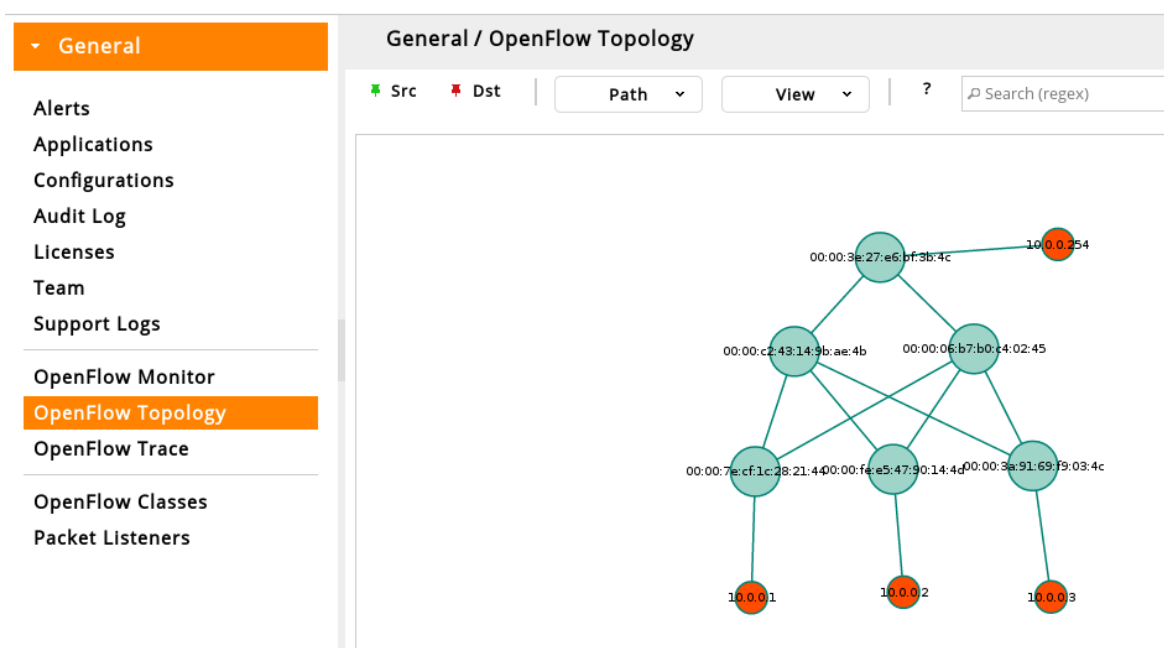 General
General / OpenFlow Topology
Src
Dst
Path
View
?
Search (regex)
Alerts
Applications
Configurations
Audit Log
Licenses
Team
Support Logs
OpenFlow Monitor
OpenFlow Topology
OpenFlow Trace
OpenFlow Classes
Packet Listeners
10.0.0.254
00:00:3e:27:e6:bf:3b:4c
00:00:c2:43:14:9b:ae:4b
00:00:06:b7:b0:c4:02:45
00:00:7e:cf:1c:28:21:44
00:00:fe:e5:47:90:14:4d
00:00:3a:91:69:f9:03:4c
10.0.0.1
10.0.0.2
10.0.0.3